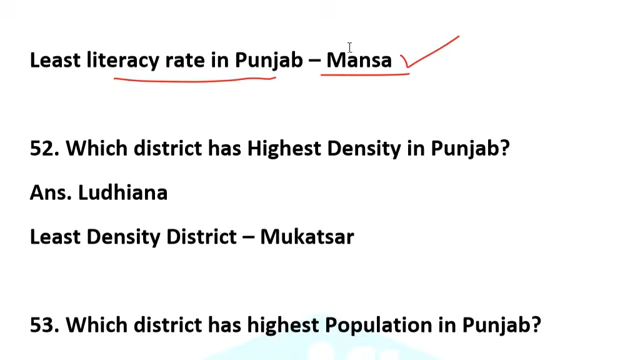 Least literacy rate in Punjab – Mansa
52. Which district has Highest Density in Punjab?
Ans. Ludhiana
Least Density District – Mukatsar
53. Which district has highest Population in Punjab?